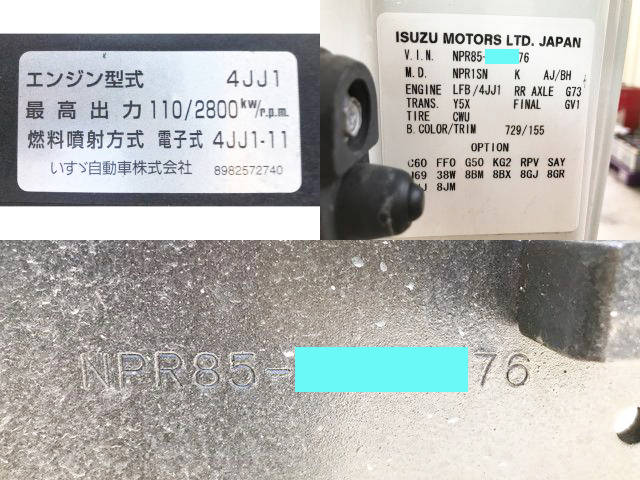 エンジン型式 4JJ1
最高出力 110/2800kW/r.p.m.
燃料噴射方式 電子式 4JJ1-11
いすゞ自動車株式会社 8982572740
ISUZU MOTORS LTD. JAPAN
V.I.N. NPR85- 76
M.D. NPR1SN K AJ/BH
ENGINE LFB/4JJ1 RR AXLE G73
TRANS. Y5X FINAL GV1
TIRE CWU
B.COLOR/TRIM 729/155
OPTION
C60 FF0 G50 KG2 RPV SAY
J69 38W 8BM 8BX 8GJ 8GR
8JM
NPR85- 76